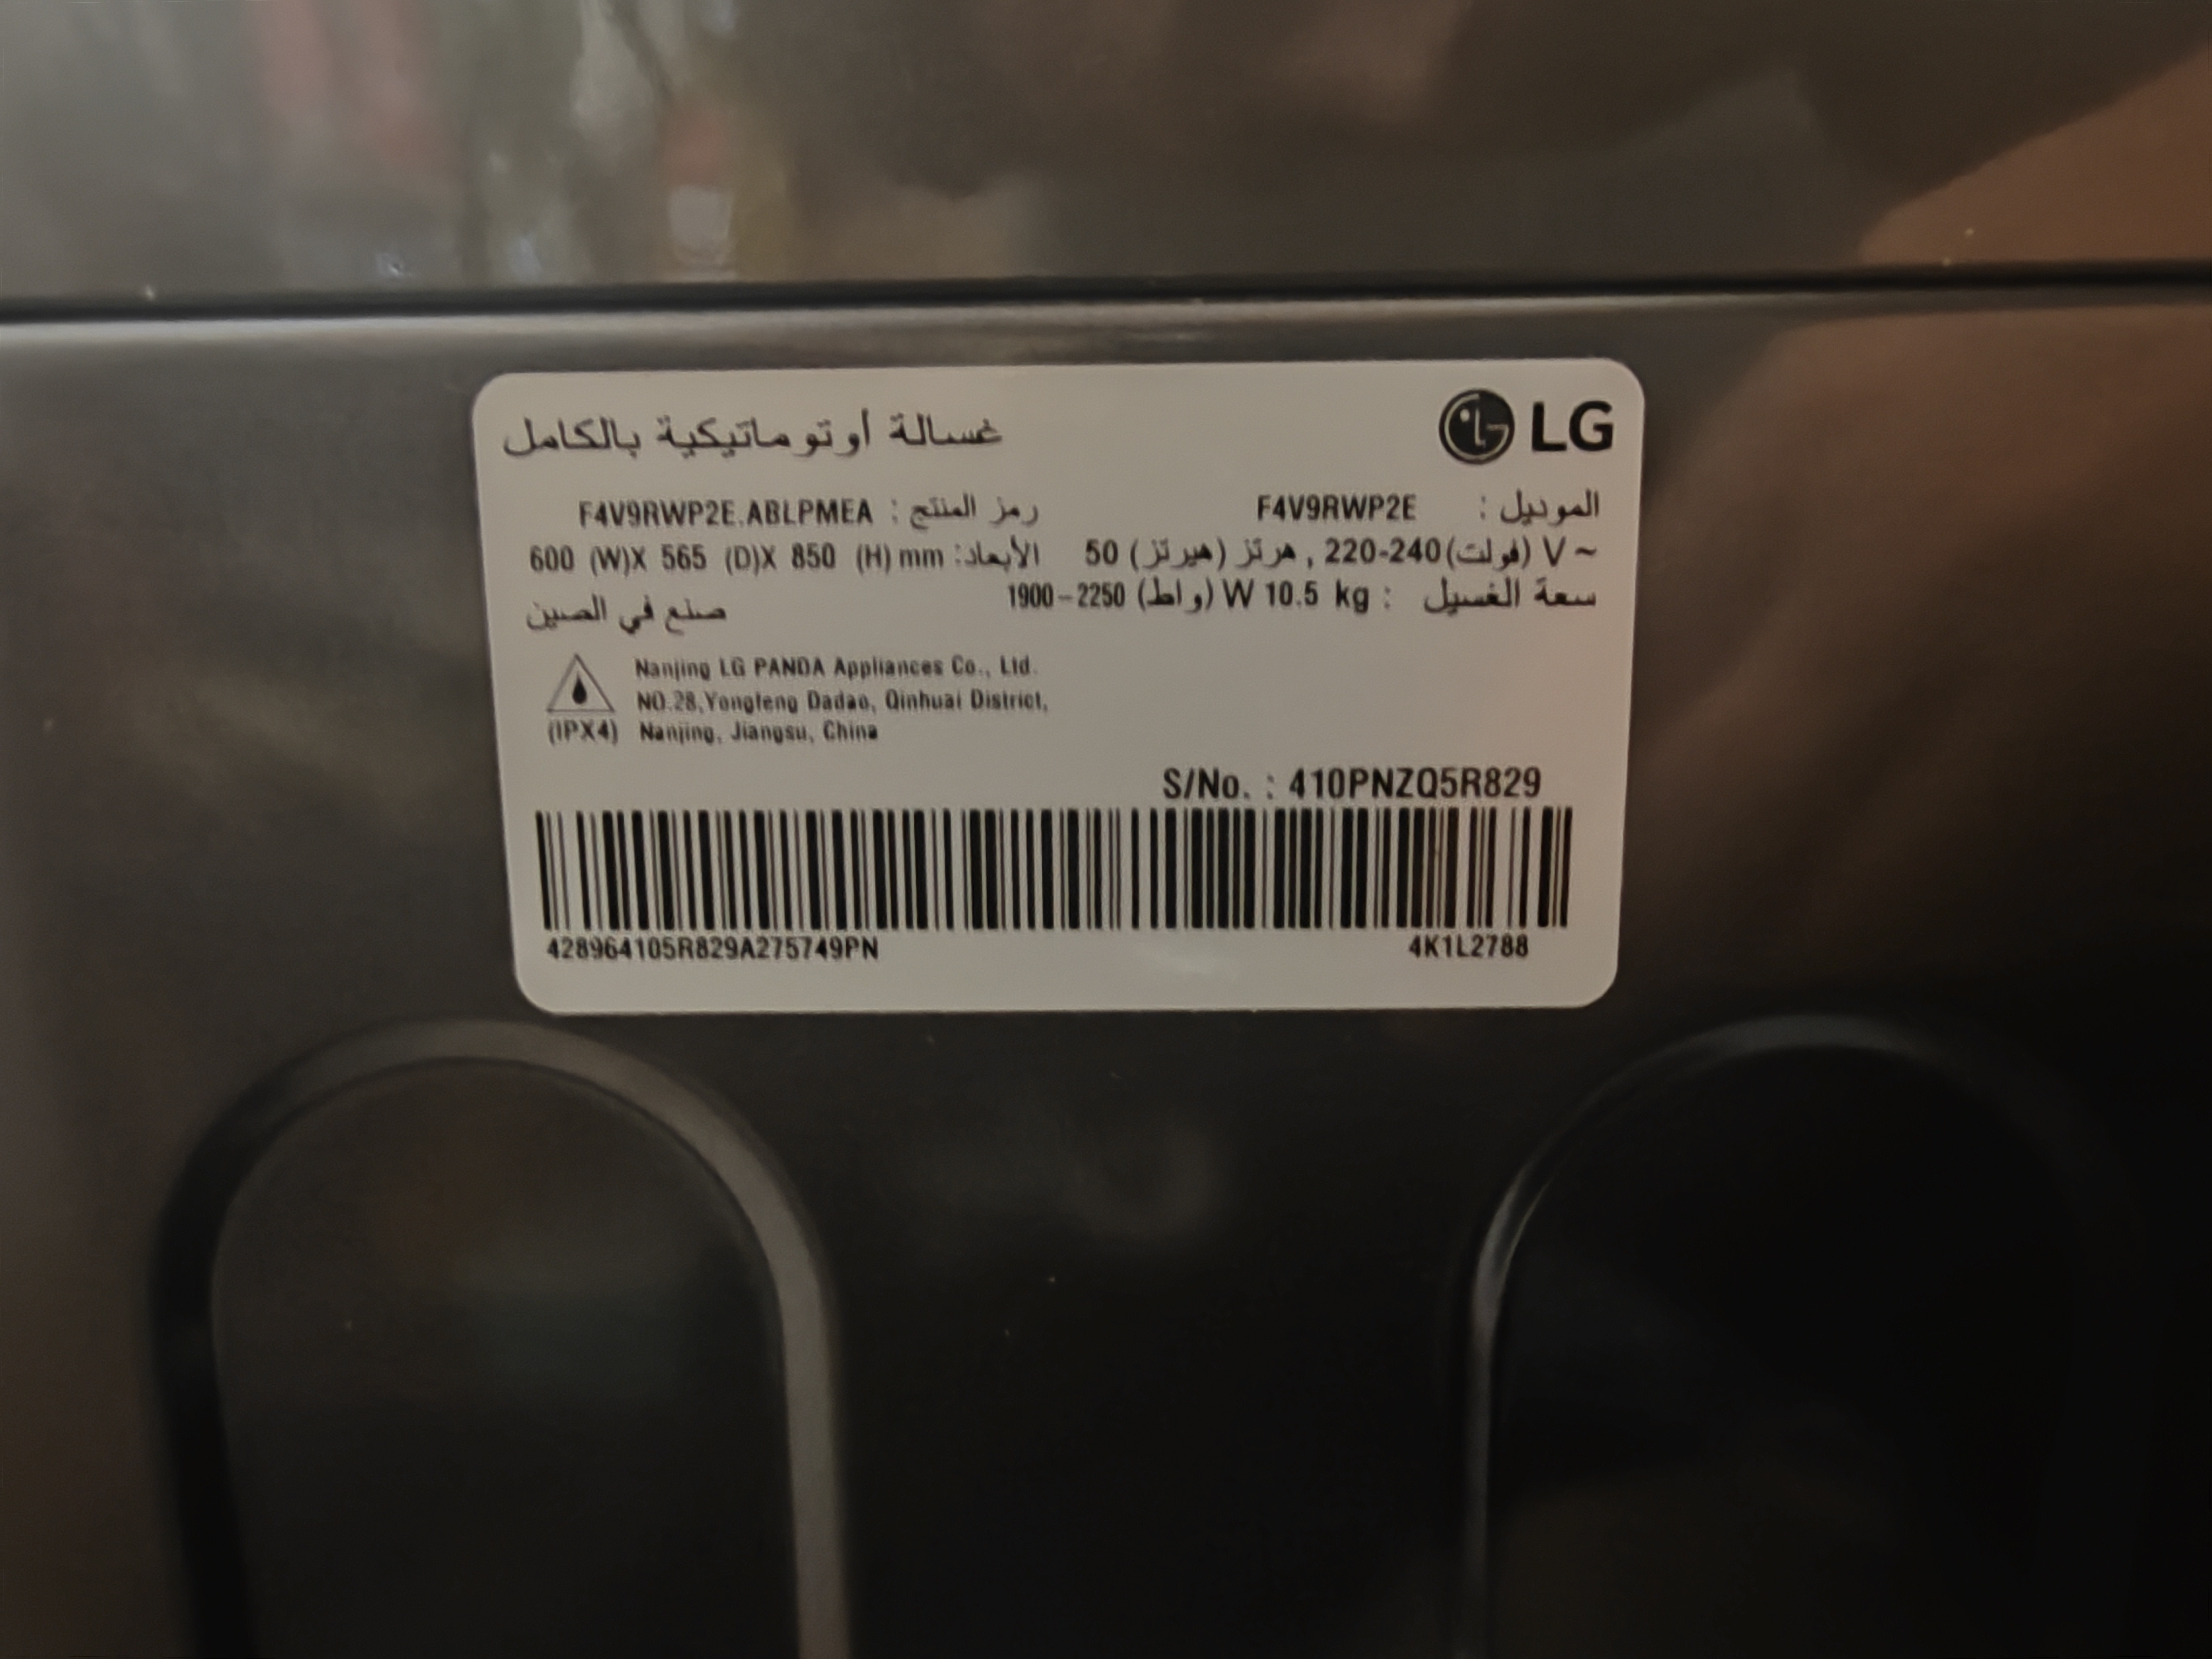 LG
غسالة أوتوماتيكية بالكامل
الموديل : F4V9RWP2E
رمز المنتج : F4V9RWP2E.ABLPMEA
~ V (فولت) 220-240 , هرتز (هيرتز) 50
الأبعاد: 600 (W)X 565 (D)X 850 (H) mm
سعة الغسيل : 10.5 kg W (واط) 1900-2250
صنع في الصين
Nanjing LG PANDA Appliances Co., Ltd.
NO.28,Yongfeng Dadao, Qinhuai District,
(IPX4) Nanjing, Jiangsu, China
S/No. : 410PNZQ5R829
428964105R829A275749PN 4K1L2788